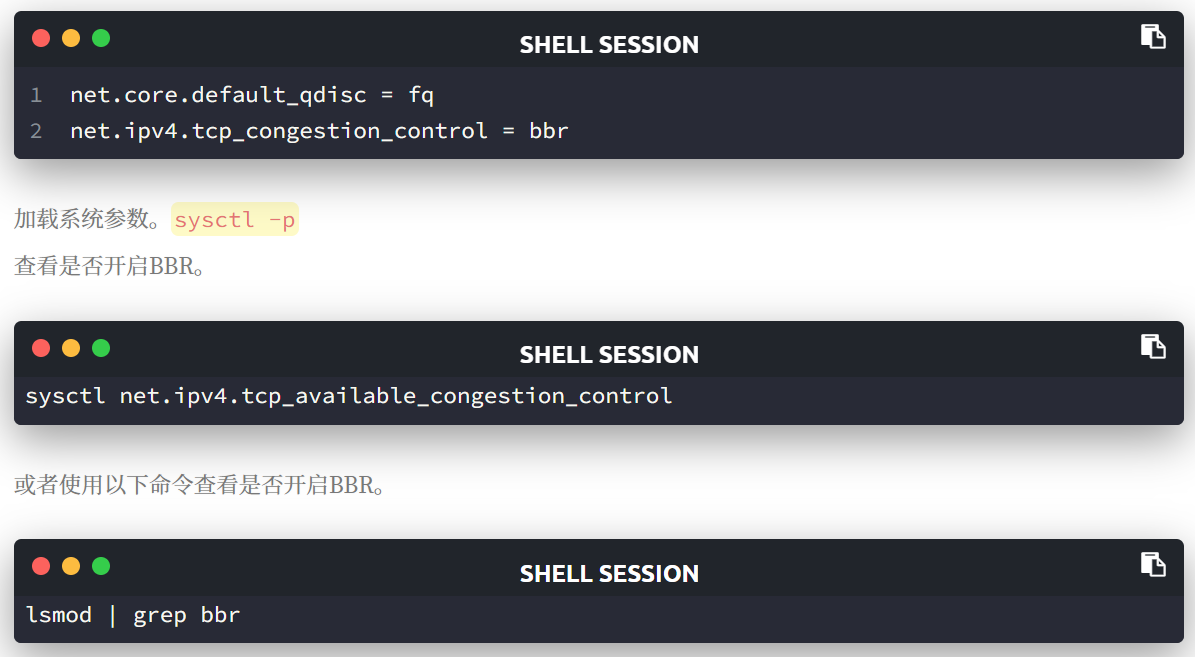 SHELL SESSION
1 net.core.default_qdisc = fq
2 net.ipv4.tcp_congestion_control = bbr
加载系统参数。sysctl -p
查看是否开启BBR。
SHELL SESSION
sysctl net.ipv4.tcp_available_congestion_control
或者使用以下命令查看是否开启BBR。
SHELL SESSION
lsmod | grep bbr